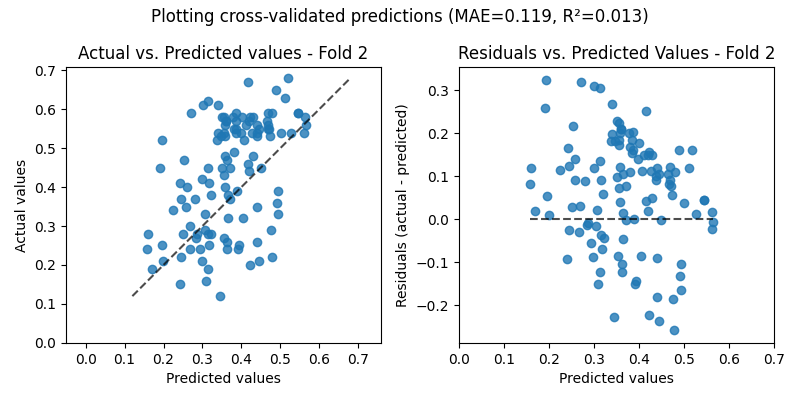 Plotting cross-validated predictions (MAE=0.119, R²=0.013)
Actual vs. Predicted values - Fold 2
Actual values
0.7
0.6
0.5
0.4
0.3
0.2
0.1
0.0
0.0 0.1 0.2 0.3 0.4 0.5 0.6 0.7
Predicted values
Residuals vs. Predicted Values - Fold 2
Residuals (actual - predicted)
0.3
0.2
0.1
0.0
−0.1
−0.2
0.0 0.1 0.2 0.3 0.4 0.5 0.6 0.7
Predicted values